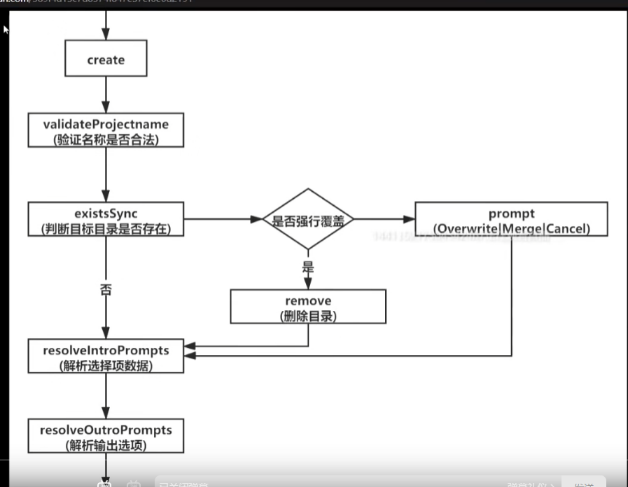 create
validateProjectname
(验证名称是否合法)
existsSync
(判断目标目录是否存在)
是否强行覆盖
prompt
(Overwrite|Merge|Cancel)
是
否
remove
(删除目录)
resolveIntroPrompts
(解析选择项数据)
resolveOutroPrompts
(解析输出选项)